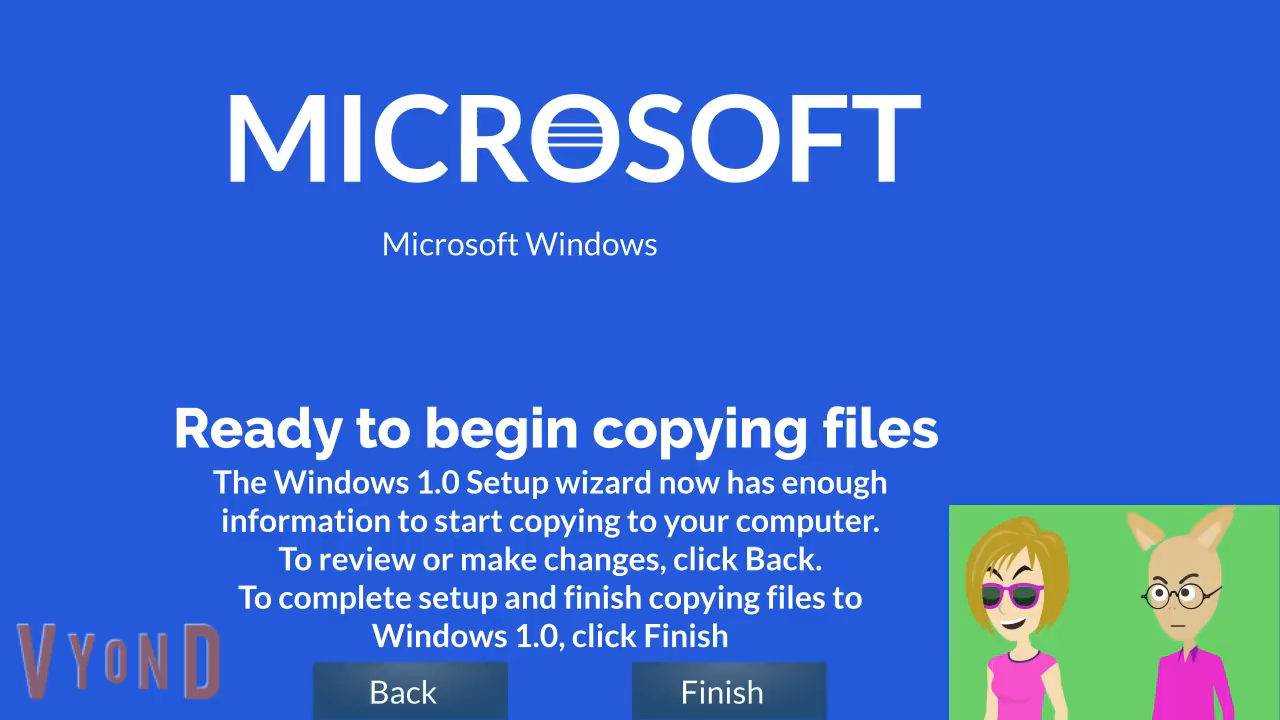 MICROSOFT
Microsoft Windows
Ready to begin copying files
The Windows 1.0 Setup wizard now has enough
information to start copying to your computer.
To review or make changes, click Back.
To complete setup and finish copying files to
Windows 1.0, click Finish
VYOND
Back Finish